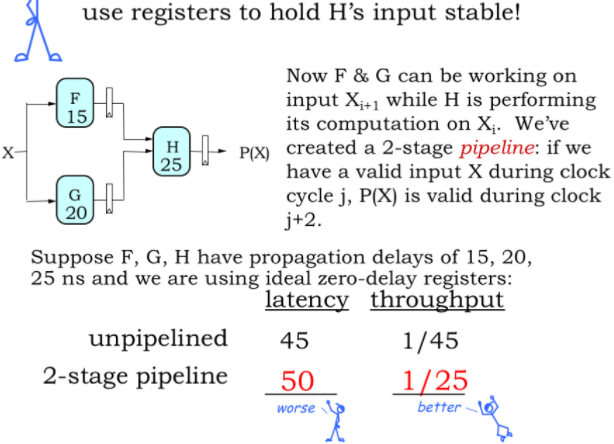 use registers to hold H's input stable!
Now F & G can be working on
input Xi+1 while H is performing
its computation on Xi. We've
created a 2-stage pipeline: if we
have a valid input X during clock
cycle j, P(X) is valid during clock
j+2.
X
F
15
G
20
H
25
P(X)
Suppose F, G, H have propagation delays of 15, 20,
25 ns and we are using ideal zero-delay registers:
latency throughput
unpipelined 45 1/45
2-stage pipeline 50 1/25
worse better